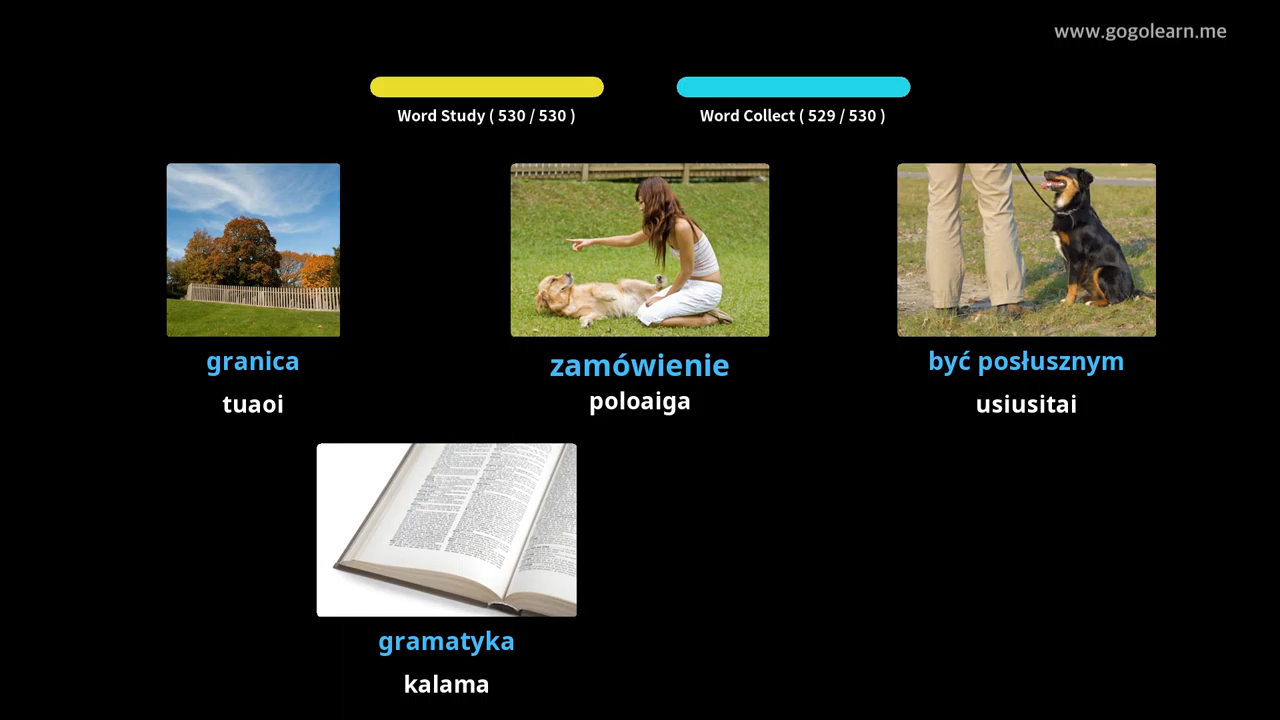 www.gogolearn.me
Word Study ( 530 / 530 )
Word Collect ( 529 / 530 )
granica
zamówienie
być posłusznym
tuaoi
poloaiga
usiusitai
gramatyka
kalama